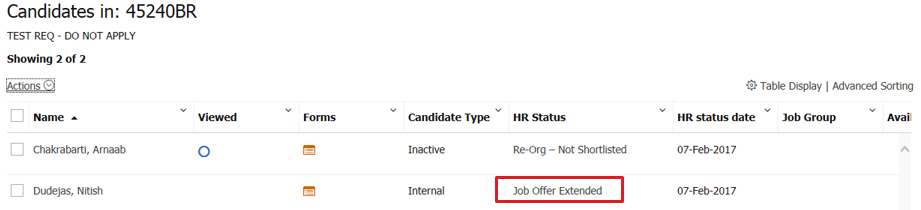 Candidates in: 45240BR
TEST REQ - DO NOT APPLY
Showing 2 of 2
Actions
Table Display | Advanced Sorting
Name Viewed Forms Candidate Type HR Status HR status date Job Group Avai
Chakrabarti, Arnaab Inactive Re-Org – Not Shortlisted 07-Feb-2017
Dudejas, Nitish Internal Job Offer Extended 07-Feb-2017